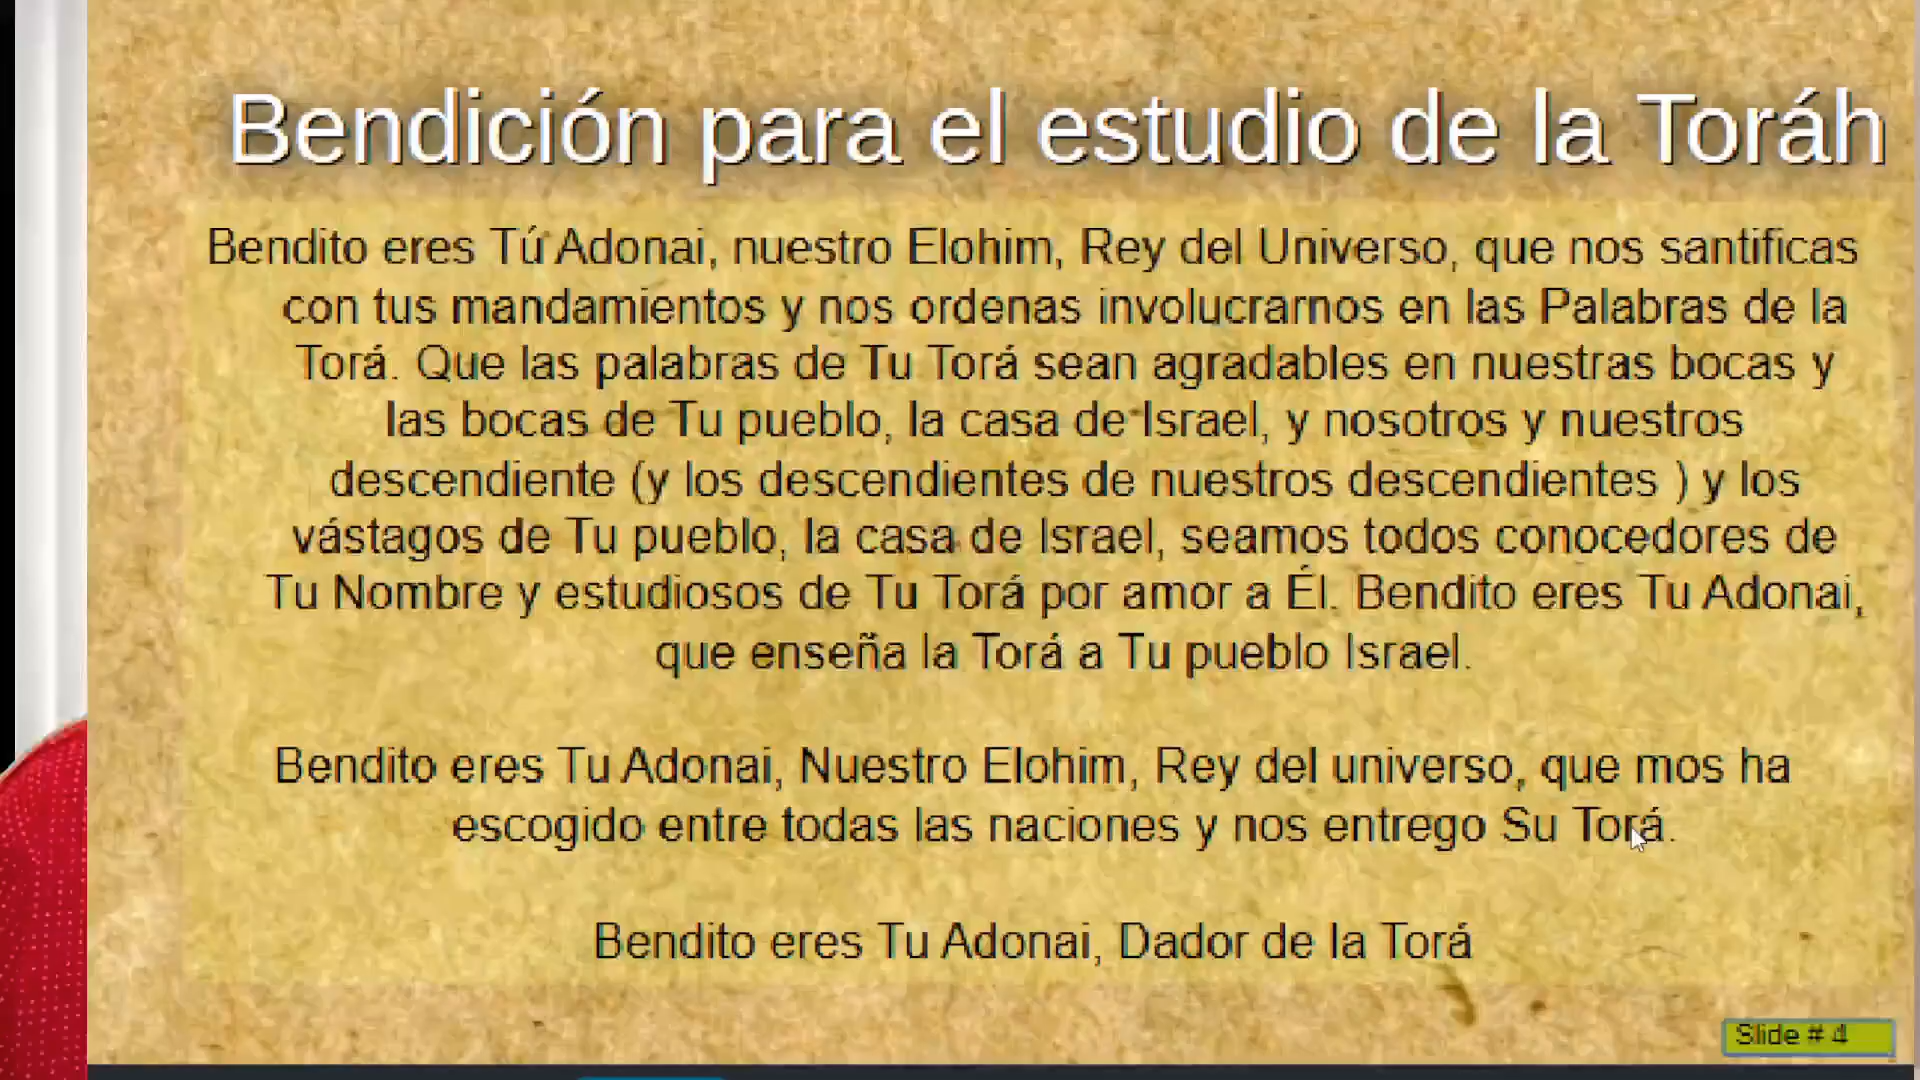 Bendición para el estudio de la Toráh
Bendito eres Tú Adonai, nuestro Elohim, Rey del Universo, que nos santificas
con tus mandamientos y nos ordenas involucrarnos en las Palabras de la
Torá. Que las palabras de Tu Torá sean agradables en nuestras bocas y
las bocas de Tu pueblo, la casa de Israel, y nosotros y nuestros
descendiente (y los descendientes de nuestros descendientes ) y los
vástagos de Tu pueblo, la casa de Israel, seamos todos conocedores de
Tu Nombre y estudiosos de Tu Torá por amor a Él. Bendito eres Tu Adonai,
que enseña la Torá a Tu pueblo Israel.
Bendito eres Tu Adonai, Nuestro Elohim, Rey del universo, que mos ha
escogido entre todas las naciones y nos entrego Su Torá.
Bendito eres Tu Adonai, Dador de la Torá
Slide # 4